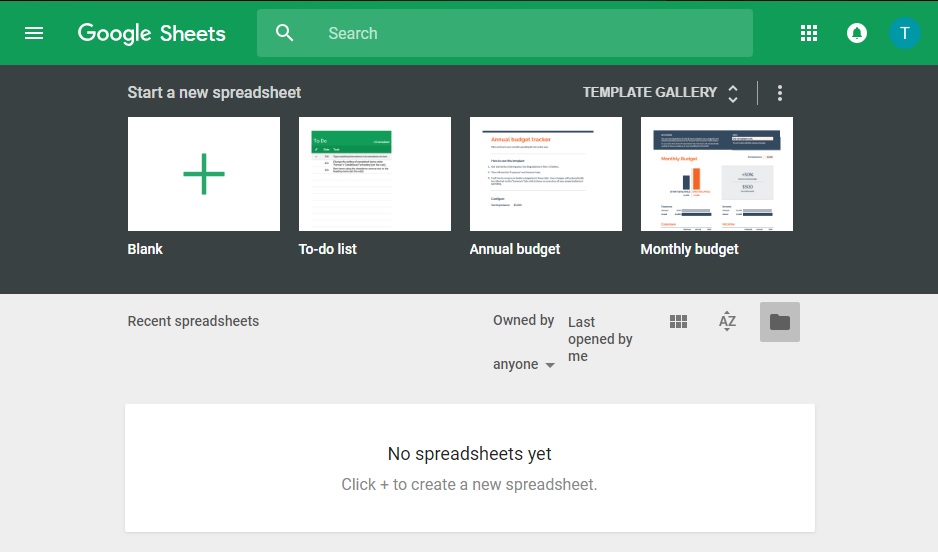 Google Sheets
Search
T
Start a new spreadsheet
TEMPLATE GALLERY
To Do
Annual budget tracker
Monthly Budget
Blank
To-do list
Annual budget
Monthly budget
Recent spreadsheets
Owned by
anyone
Last
opened by
me
AZ
No spreadsheets yet
Click + to create a new spreadsheet.